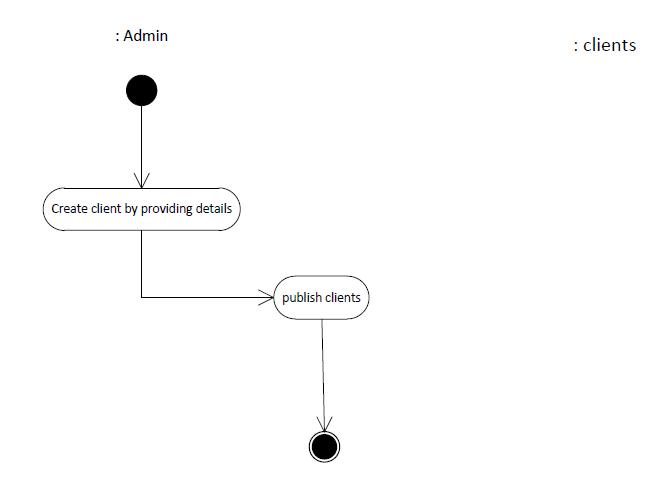 : Admin
: clients
Create client by providing details
publish clients